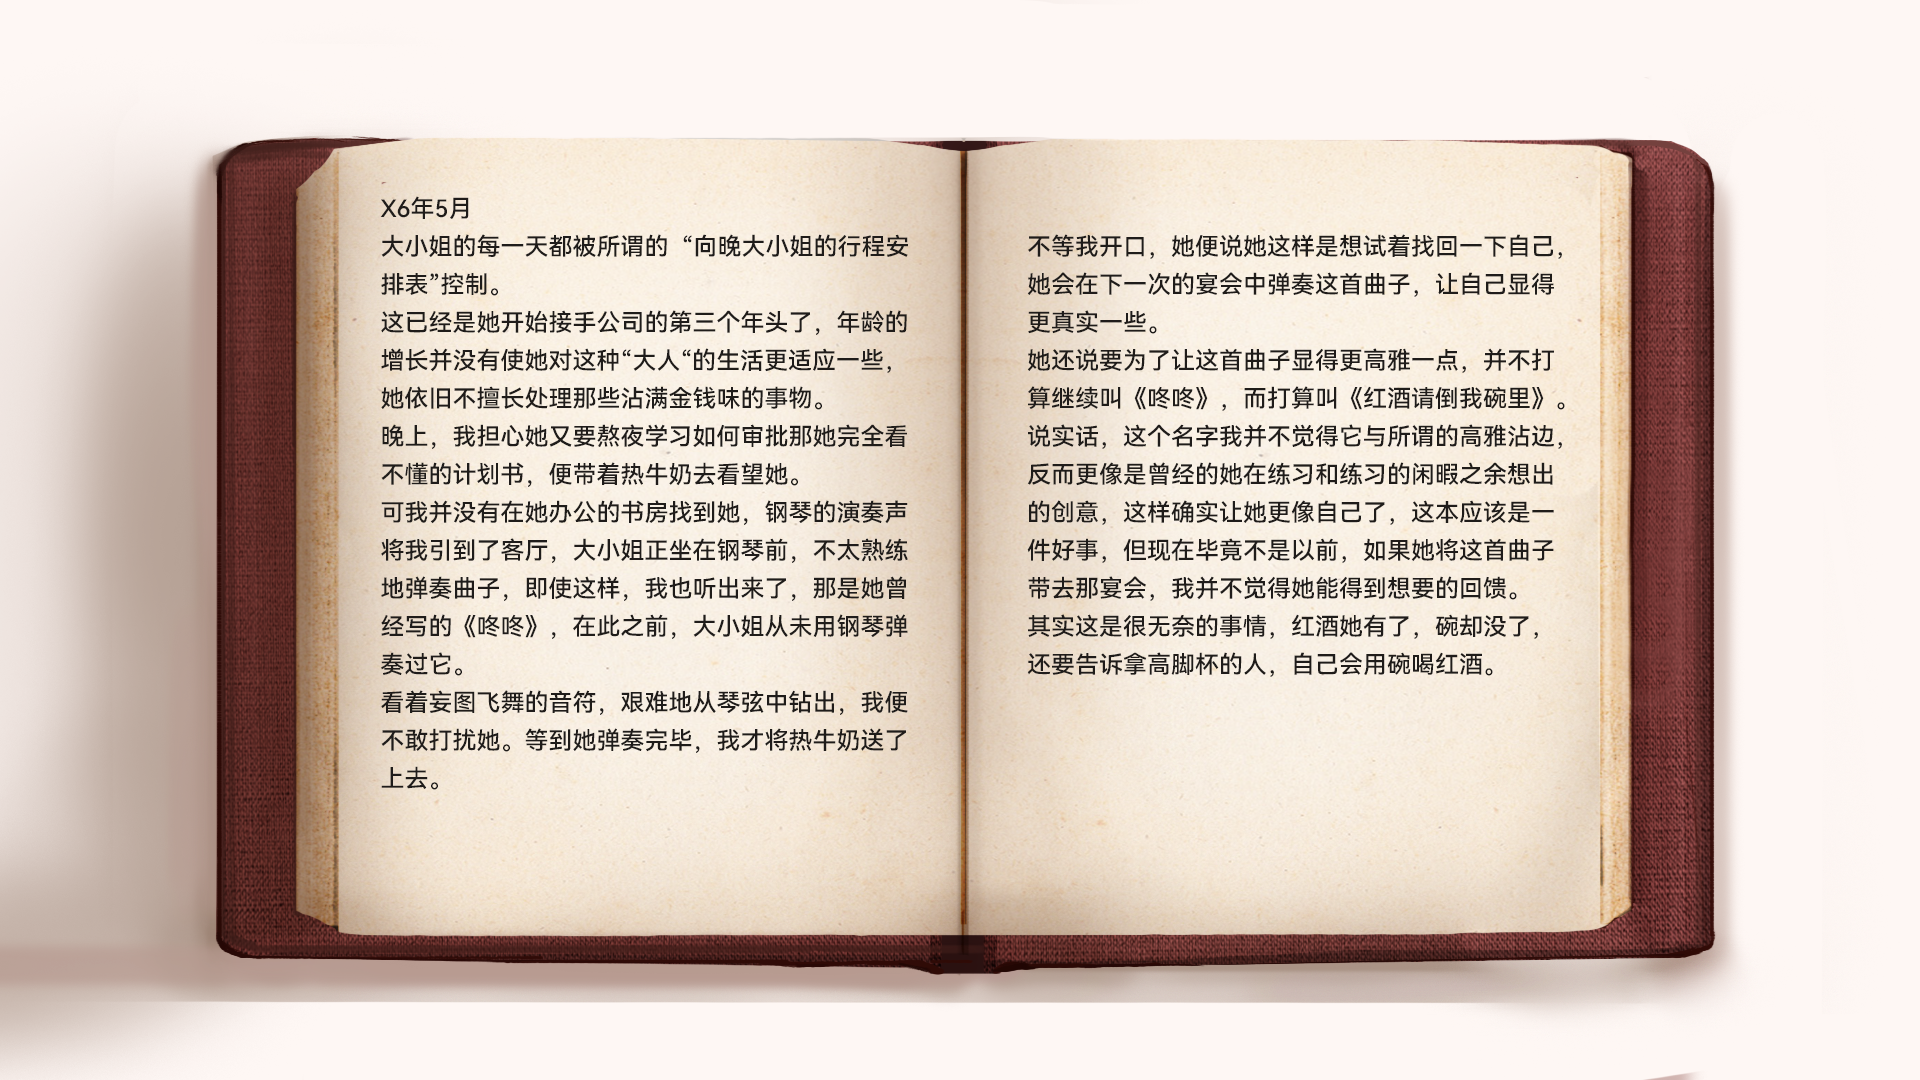 X6年5月
大小姐的每一天都被所谓的 “向晚大小姐的行程安
排表”控制。
这已经是她开始接手公司的第三个年头了，年龄的
增长并没有使她对这种“大人“的生活更适应一些，
她依旧不擅长处理那些沾满金钱味的事物。
晚上，我担心她又要熬夜学习如何审批那她完全看
不懂的计划书，便带着热牛奶去看望她。
可我并没有在她办公的书房找到她，钢琴的演奏声
将我引到了客厅，大小姐正坐在钢琴前，不太熟练
地弹奏曲子，即使这样，我也听出来了，那是她曾
经写的《咚咚》，在此之前，大小姐从未用钢琴弹
奏过它。
看着妄图飞舞的音符，艰难地从琴弦中钻出，我便
不敢打扰她。等到她弹奏完毕，我才将热牛奶送了
上去。
不等我开口，她便说她这样是想试着找回一下自己，
她会在下一次的宴会中弹奏这首曲子，让自己显得
更真实一些。
她还说要为了让这首曲子显得更高雅一点，并不打
算继续叫《咚咚》，而打算叫《红酒请倒我碗里》。
说实话，这个名字我并不觉得它与所谓的高雅沾边，
反而更像是曾经的她在练习和练习的闲暇之余想出
的创意，这样确实让她更像自己了，这本应该是一
件好事，但现在毕竟不是以前，如果她将这首曲子
带去那宴会，我并不觉得她能得到想要的回馈。
其实这是很无奈的事情，红酒她有了，碗却没了，
还要告诉拿高脚杯的人，自己会用碗喝红酒。